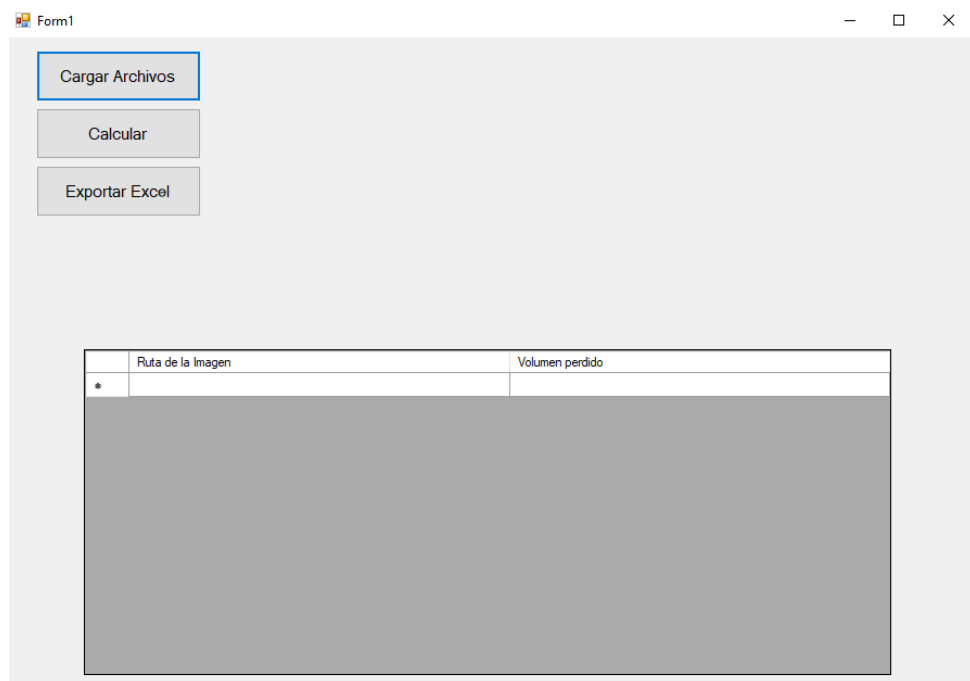 Form1
Cargar Archivos
Calcular
Exportar Excel
Ruta de la Imagen Volumen perdido
*